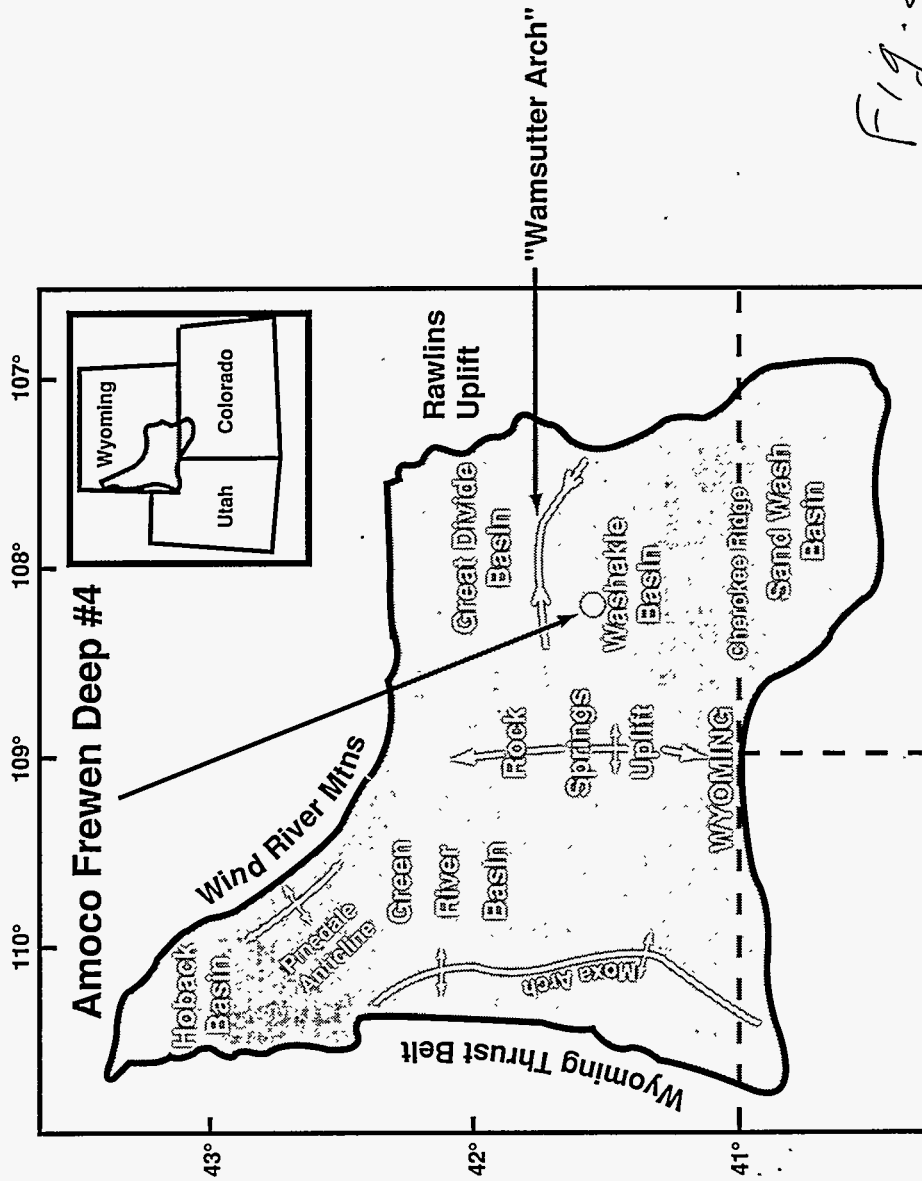 Amoco Frewen Deep #4
110°
109°
108°
107°
43°
42°
41°
Wyoming
Utah
Colorado
Hoback
Basin
Wind River Mtns
Pinedale
Anticline
Green
River
Basin
Moxa Arch
Wyoming Thrust Belt
Rock
Springs
Uplift
WYOMING
Great Divide
Basin
Rawlins
Uplift
"Wamsutter Arch"
Washakie
Basin
Cherokee Ridge
Sand Wash
Basin
Fig.